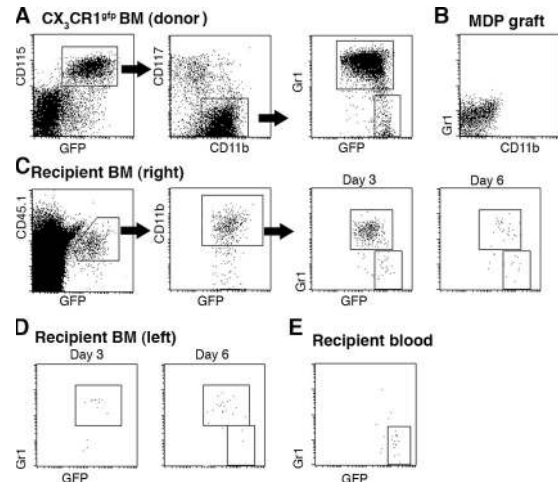 A CX3CR1gfp BM (donor)
B MDP graft
CD115
GFP
CD117
CD11b
Gr1
GFP
Gr1
CD11b
C Recipient BM (right)
Day 3
Day 6
CD45.1
GFP
CD11b
GFP
Gr1
GFP
D Recipient BM (left)
E Recipient blood
Day 3
Day 6
Gr1
GFP
Gr1
GFP